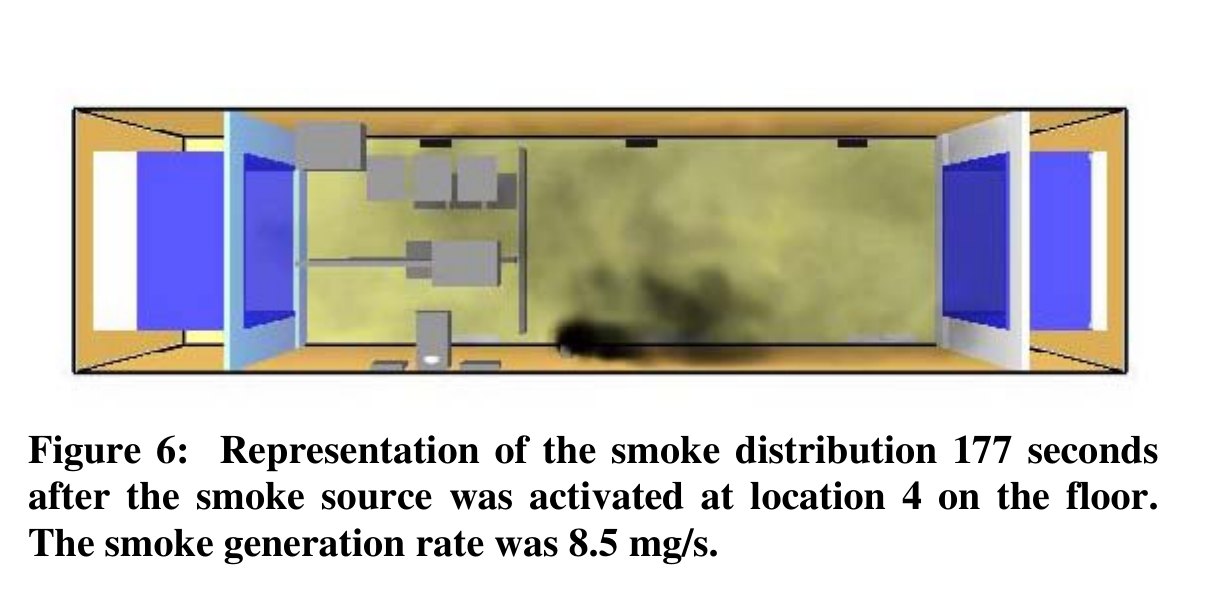 Figure 6: Representation of the smoke distribution 177 seconds
after the smoke source was activated at location 4 on the floor.
The smoke generation rate was 8.5 mg/s.